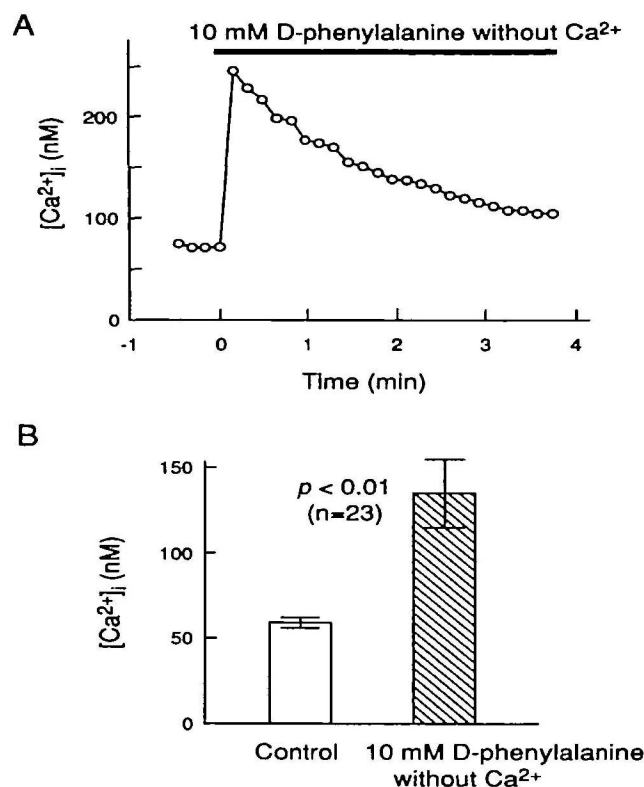 A
10 mM D-phenylalanine without Ca²⁺
[Ca²⁺]ᵢ (nM)
200
100
0
-1 0 1 2 3 4
Time (min)
B
[Ca²⁺]ᵢ (nM)
150
100
50
0
p < 0.01
(n=23)
Control
10 mM D-phenylalanine
without Ca²⁺